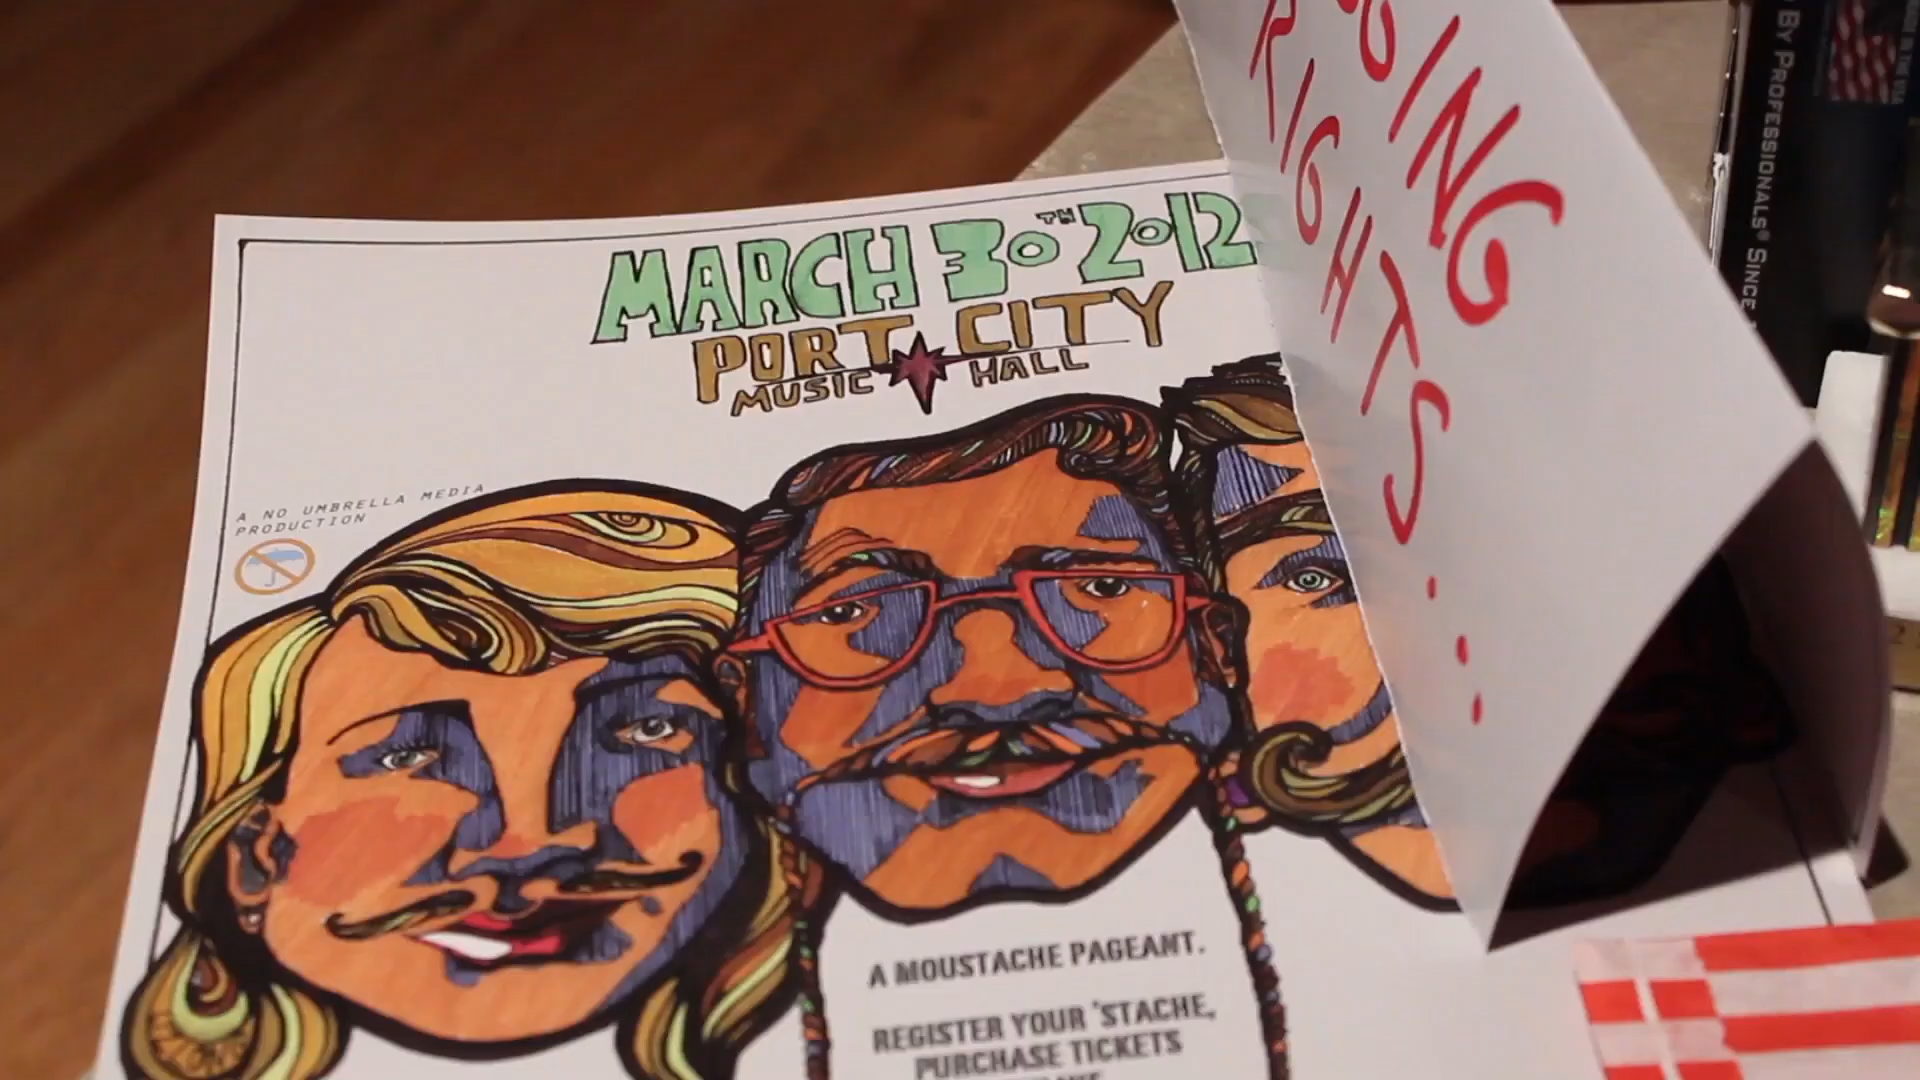 MARCH 30TH 2012
PORT CITY
MUSIC HALL
A NO UMBRELLA MEDIA
PRODUCTION
A MOUSTACHE PAGEANT.
REGISTER YOUR 'STACHE,
PURCHASE TICKETS
RIGHTS...
BY PROFESSIONALS® SINCE